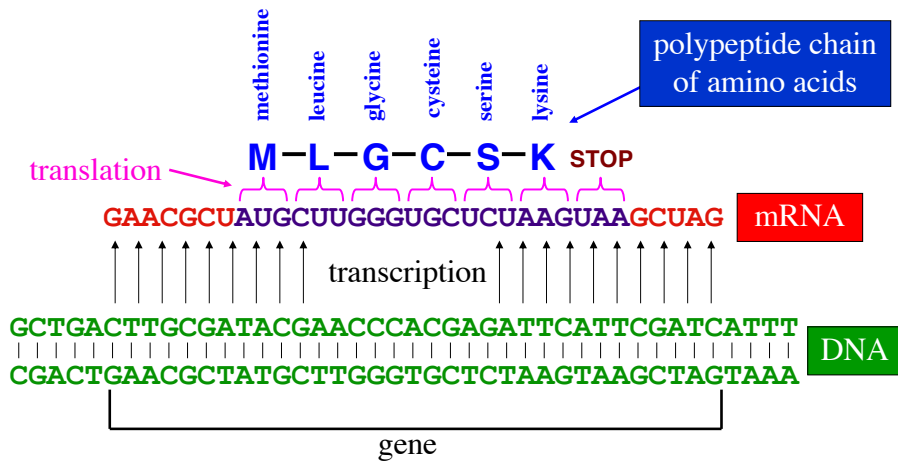 methionine
leucine
glycine
cysteine
serine
lysine
polypeptide chain
of amino acids
M–L–G–C–S–K STOP
translation
GAACGCUAUGCUUGGGUGCUCUAAGUAAGCUAG
mRNA
transcription
GCTGACTTGCGATACGAACCCACGAGATTCATTCGATCATTT
DNA
CGACTGAACGCTATGCTTGGGTGCTCTAAGTAAGCTAGTAAA
gene